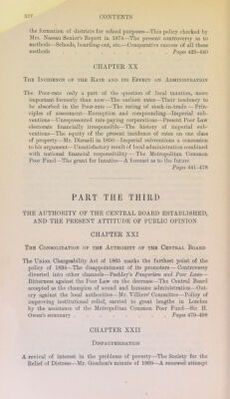 xiv CONTENTS
the formation of districts for school purposes—This policy checked by
Mrs. Nassau Senior's Report in 1874—The present controversy as to
methods—Schools, boarding-out, etc.—Comparative success of all these
methods Pages 423-440
CHAPTER XX
THE INCIDENCE OF THE RATE AND ITS EFFECT ON ADMINISTRATION
The Poor-rate only a part of the question of local taxation, more
important formerly than now—The earliest rates—Their tendency to
be absorbed in the Poor-rate—The rating of stock-in-trade—Prin-
ciples of assessment—Exemption and compounding—Imperial sub-
ventions—Unrepresented rate-paying corporations—Present Poor Law
electorate financially irresponsible—The history of imperial sub-
ventions—The equity of the present incidence of rates on one class
of property—Mr. Disraeli in 1850—Imperial subventions a concession
to his argument—Unsatisfactory result of local administration combined
with national financial responsibility—The Metropolitan Common
Poor Fund—The grant for lunatics—A forecast as to the future
Pages 441-478
PART THE THIRD
THE AUTHORITY OF THE CENTRAL BOARD ESTABLISHED,
AND THE PRESENT ATTITUDE OF PUBLIC OPINION
CHAPTER XXI
THE CONSOLIDATION OF THE AUTHORITY OF THE CENTRAL BOARD
The Union Chargeability Act of 1865 marks the furthest point of the
policy of 1834—The disappointment of its promoters—Controversy
diverted into other channels—Pashley's Pauperism and Poor Laws—
Bitterness against the Poor Law on the decrease—The Central Board
accepted as the champion of sound and humane administration—Out-
cry against the local authorities—Mr. Villiers' Committee—Policy of
improving institutional relief, carried to great lengths in London
by the assistance of the Metropolitan Common Poor Fund—Sir H.
Owen's summary Pages 479-498
CHAPTER XXII
DISPAUPERISATION
A revival of interest in the problems of poverty—The Society for the
Relief of Distress—Mr. Goschen's minute of 1869—A renewed attempt